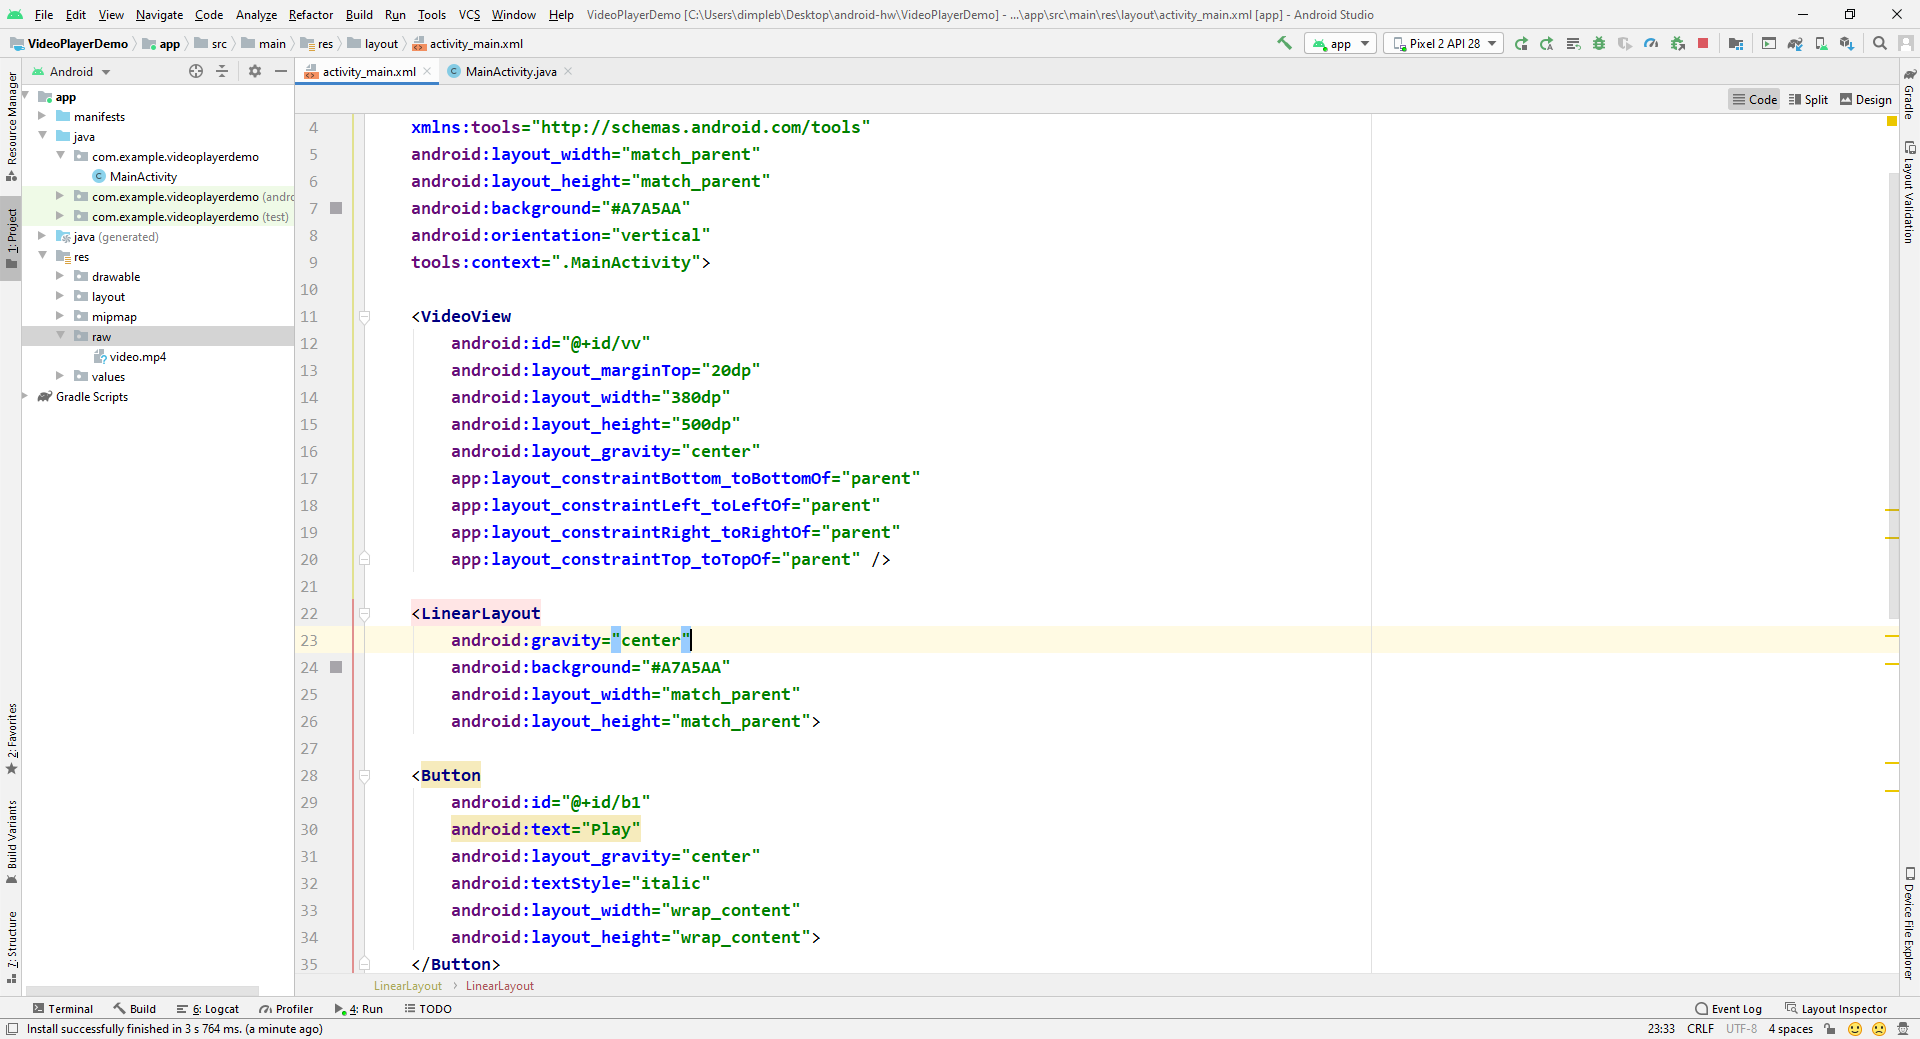 File Edit View Navigate Code Analyze Refactor Build Run Tools VCS Window Help VideoPlayerDemo [C:\Users\dimpleb\Desktop\android-hw\VideoPlayerDemo] - ...\app\src\main\res\layout\activity_main.xml [app] - Android Studio
VideoPlayerDemo app src main res layout activity_main.xml app Pixel 2 API 28
Android activity_main.xml MainActivity.java
Code Split Design
Resource Manager
1: Project
2: Favorites
Build Variants
7: Structure
app
manifests
java
com.example.videoplayerdemo
MainActivity
com.example.videoplayerdemo (andro
com.example.videoplayerdemo (test)
java (generated)
res
drawable
layout
mipmap
raw
video.mp4
values
Gradle Scripts
4 xmlns:tools="http://schemas.android.com/tools"
5 android:layout_width="match_parent"
6 android:layout_height="match_parent"
7 android:background="#A7A5AA"
8 android:orientation="vertical"
9 tools:context=".MainActivity">
10
11 <VideoView
12 android:id="@+id/vv"
13 android:layout_marginTop="20dp"
14 android:layout_width="380dp"
15 android:layout_height="500dp"
16 android:layout_gravity="center"
17 app:layout_constraintBottom_toBottomOf="parent"
18 app:layout_constraintLeft_toLeftOf="parent"
19 app:layout_constraintRight_toRightOf="parent"
20 app:layout_constraintTop_toTopOf="parent" />
21
22 <LinearLayout
23 android:gravity="center"
24 android:background="#A7A5AA"
25 android:layout_width="match_parent"
26 android:layout_height="match_parent">
27
28 <Button
29 android:id="@+id/b1"
30 android:text="Play"
31 android:layout_gravity="center"
32 android:textStyle="italic"
33 android:layout_width="wrap_content"
34 android:layout_height="wrap_content">
35 </Button>
LinearLayout › LinearLayout
Gradle
Layout Validation
Device File Explorer
Terminal Build 6: Logcat Profiler 4: Run TODO Event Log Layout Inspector
Install successfully finished in 3 s 764 ms. (a minute ago) 23:33 CRLF UTF-8 4 spaces